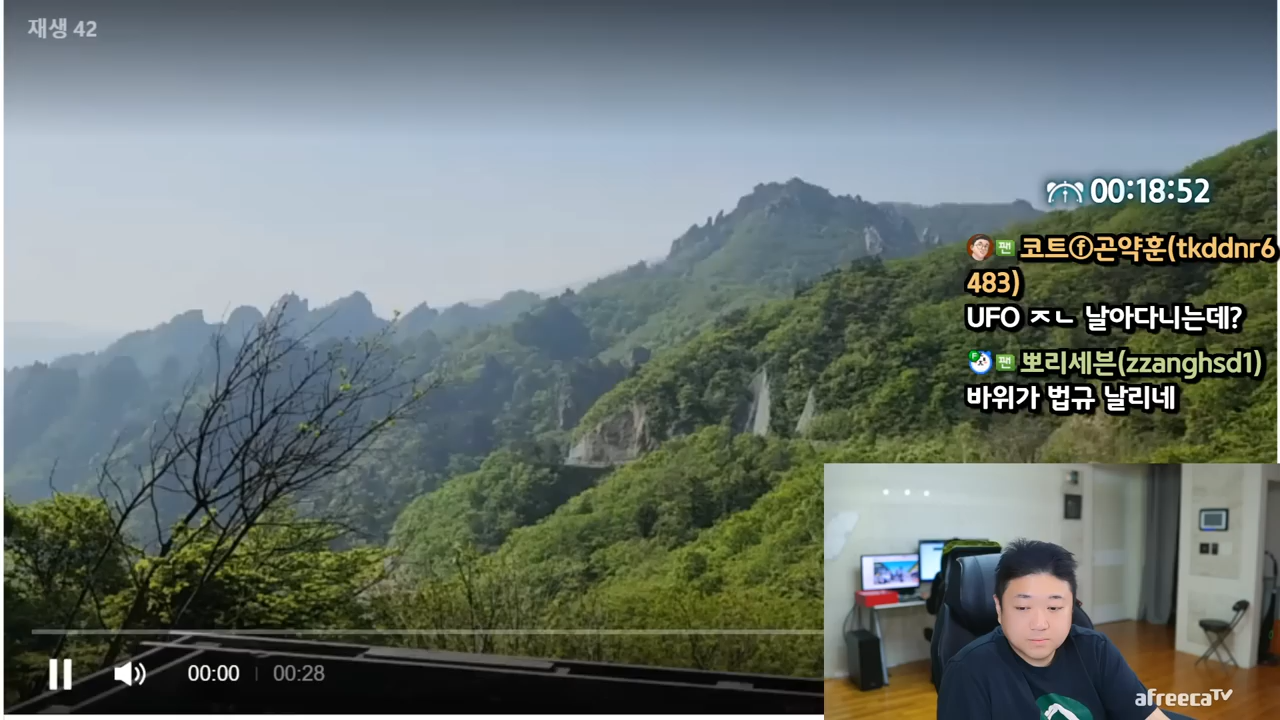 재생 42
00:18:52
코트ⓕ곤약훈(tkddnr6
483)
UFO ㅈㄴ 날아다니는데?
뽀리세븐(zzanghsd1)
바위가 법규 날리네
00:00 | 00:28
afreecaTV